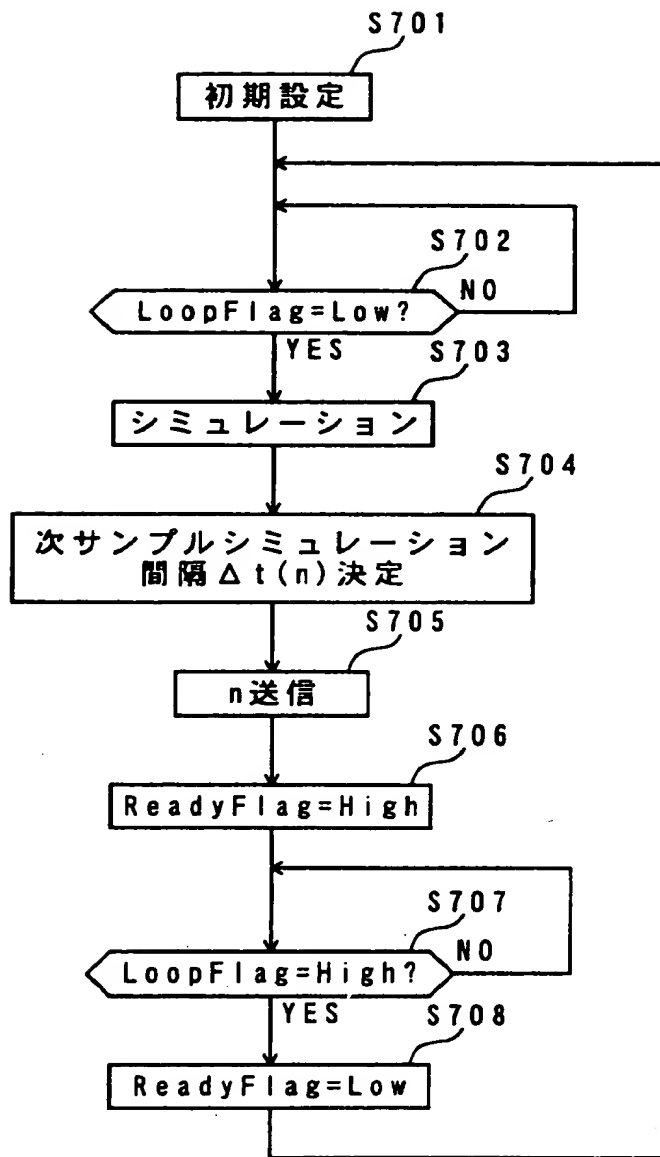 S701
初期設定
S702
LoopFlag=Low?
NO
YES
S703
シミュレーション
S704
次サンプルシミュレーション
間隔Δt(n)決定
S705
n送信
S706
ReadyFlag=High
S707
LoopFlag=High?
NO
YES
S708
ReadyFlag=Low